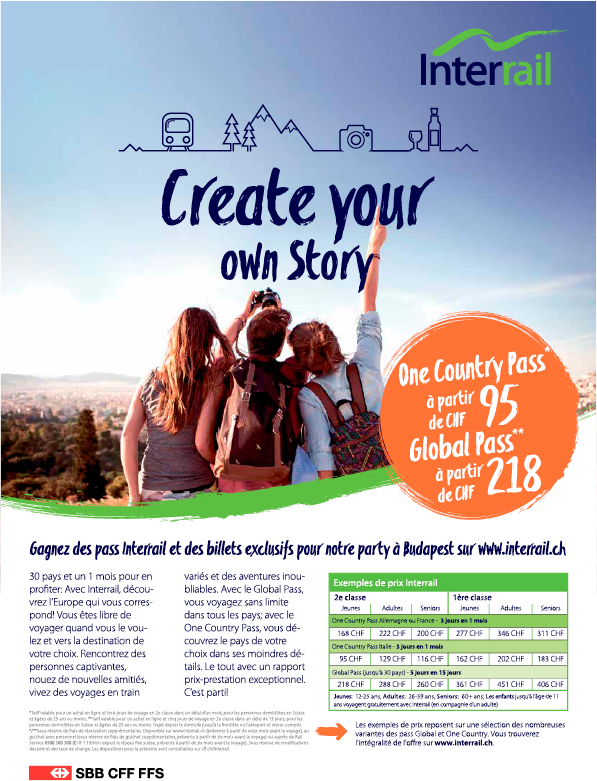 Interrail
Create your
own Story
One Country Pass*
à partir
de CHF 95
Global Pass**
à partir
de CHF 218
Gagnez des pass Interrail et des billets exclusifs pour notre party à Budapest sur www.interrail.ch
30 pays et un 1 mois pour en
profiter: Avec Interrail, décou-
vrez l'Europe qui vous corres-
pond! Vous êtes libre de
voyager quand vous le vou-
lez et vers la destination de
votre choix. Rencontrez des
personnes captivantes,
nouez de nouvelles amitiés,
vivez des voyages en train
variés et des aventures inou-
bliables. Avec le Global Pass,
vous voyagez sans limite
dans tous les pays; avec le
One Country Pass, vous dé-
couvrez le pays de votre
choix dans ses moindres dé-
tails. Le tout avec un rapport
prix-prestation exceptionnel.
C'est parti!
Exemples de prix Interrail
2e classe 1ère classe
Jeunes Adultes Seniors Jeunes Adultes Seniors
One Country Pass Allemagne ou France - 3 jours en 1 mois
168 CHF 222 CHF 200 CHF 277 CHF 346 CHF 311 CHF
One Country Pass Italie - 3 jours en 1 mois
95 CHF 129 CHF 116 CHF 162 CHF 202 CHF 183 CHF
Global Pass (jusqu'à 30 pays) - 5 jours en 15 jours
218 CHF 288 CHF 260 CHF 361 CHF 451 CHF 406 CHF
Jeunes: 12-25 ans, Adultes: 26-59 ans, Seniors: 60+ ans; Les enfants jusqu'à l'âge de 11
ans voyagent gratuitement avec Interrail (en compagnie d'un adulte)
Les exemples de prix reposent sur une sélection des nombreuses
variantes des pass Global et One Country. Vous trouverez
l'intégralité de l'offre sur www.interrail.ch.
SBB CFF FFS